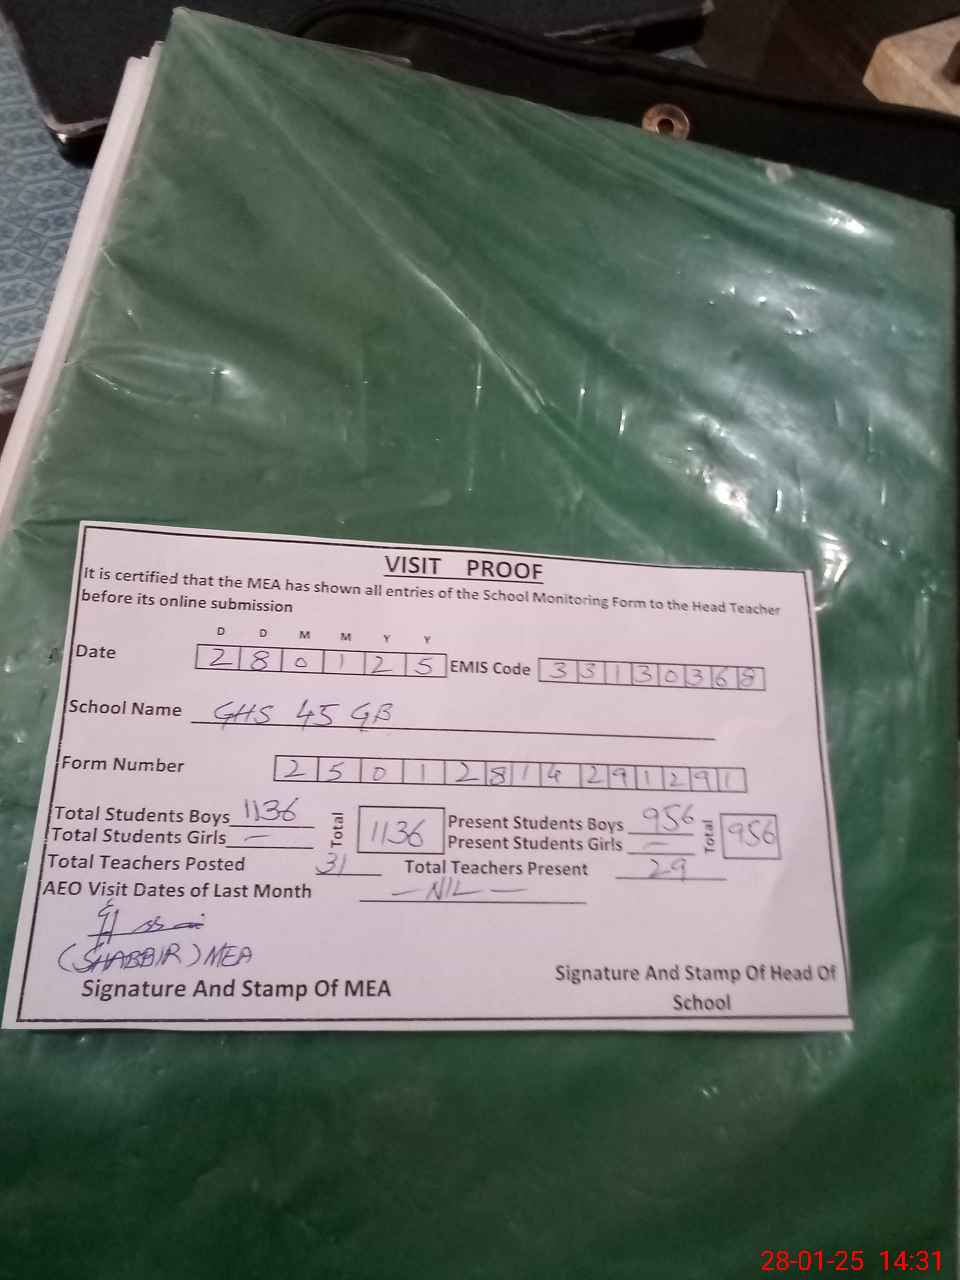 VISIT PROOF
It is certified that the MEA has shown all entries of the School Monitoring Form to the Head Teacher
before its online submission
D D M M Y Y
Date 2 8 0 1 2 5 EMIS Code 3 3 1 3 0 3 6 8
School Name GHS 45 GB
Form Number 2 5 0 1 2 8 1 4 2 9 1 2 9 1
Total Students Boys 1136 Total 1136 Present Students Boys 956 Total 956
Total Students Girls — Present Students Girls —
Total Teachers Posted 31 Total Teachers Present 29
AEO Visit Dates of Last Month — NIL —
(SHABBIR) MEA
Signature And Stamp Of MEA
Signature And Stamp Of Head Of
School
28-01-25 14:31